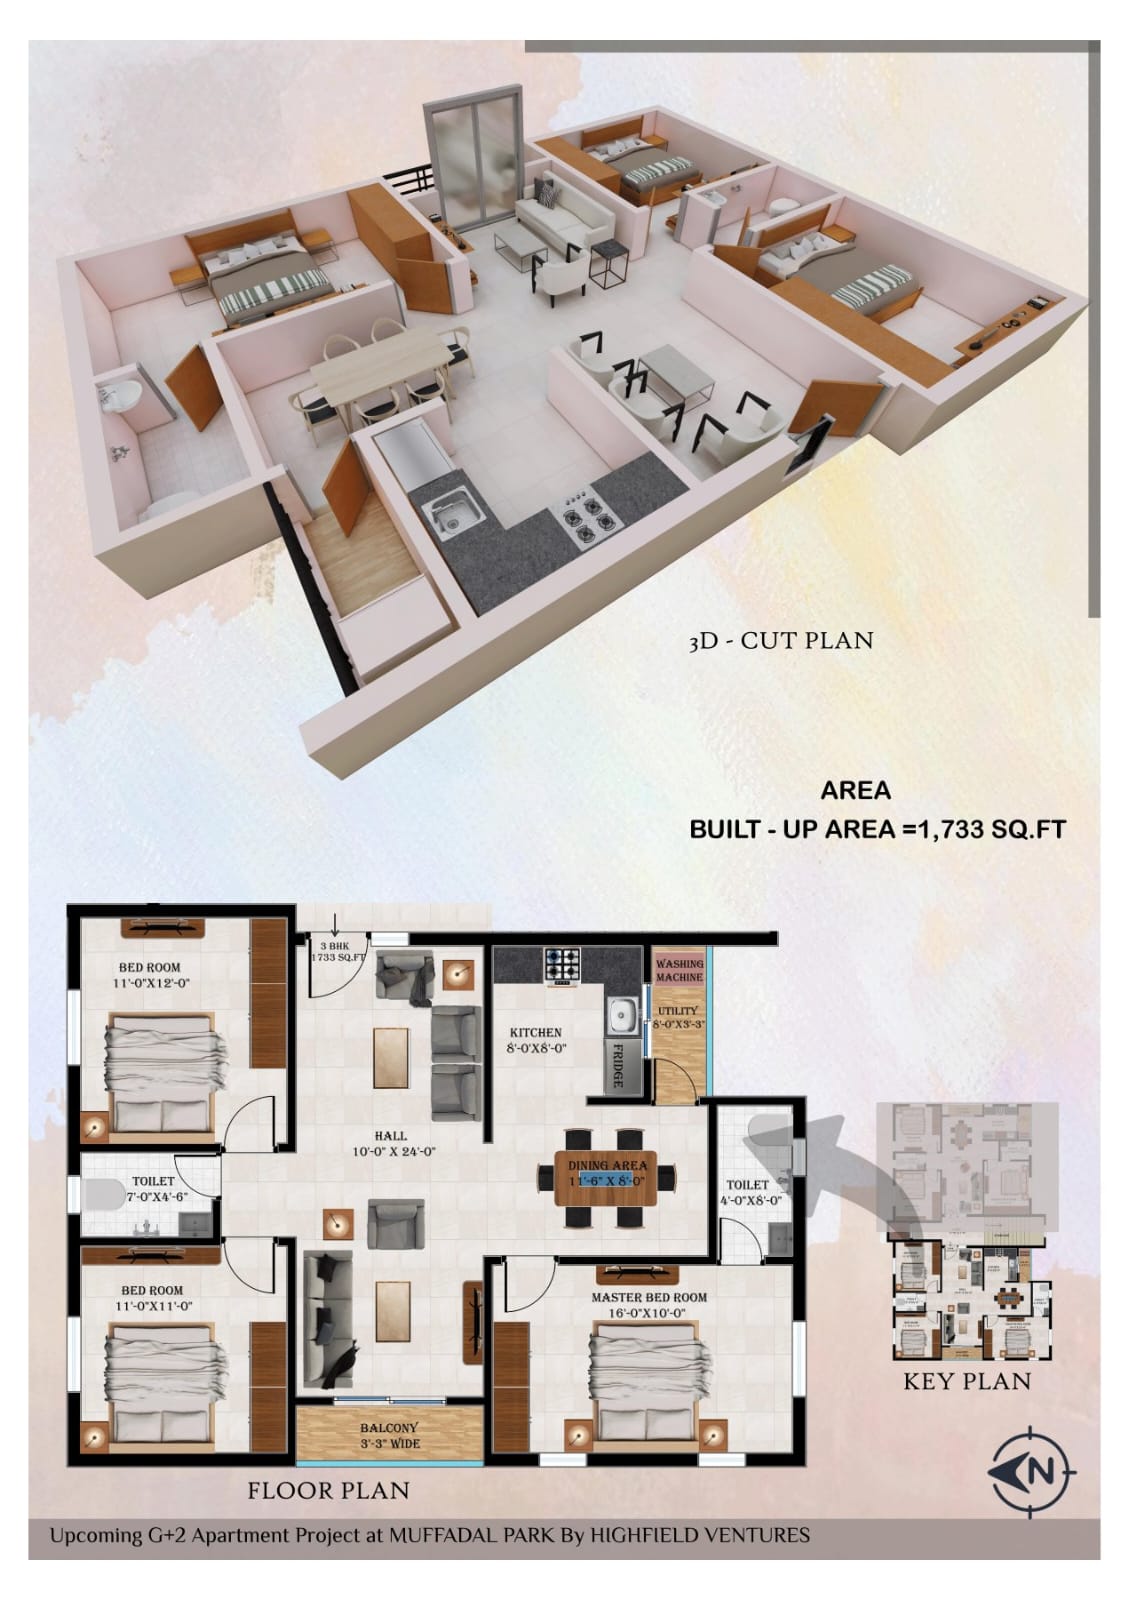 3D - CUT PLAN
AREA
BUILT - UP AREA =1,733 SQ.FT
3 BHK
1733 SQ.FT
BED ROOM
11'-0"X12'-0"
WASHING
MACHINE
UTILITY
8'-0"X3'-3"
KITCHEN
8'-0X8'-0"
FRIDGE
HALL
10'-0" X 24'-0"
DINING AREA
11'-6" X 8'-0"
TOILET
7'-0"X4'-6"
TOILET
4'-0"X8'-0"
BED ROOM
11'-0"X11'-0"
MASTER BED ROOM
16'-0"X10'-0"
BALCONY
3'-3" WIDE
KEY PLAN
N
FLOOR PLAN
Upcoming G+2 Apartment Project at MUFFADAL PARK By HIGHFIELD VENTURES